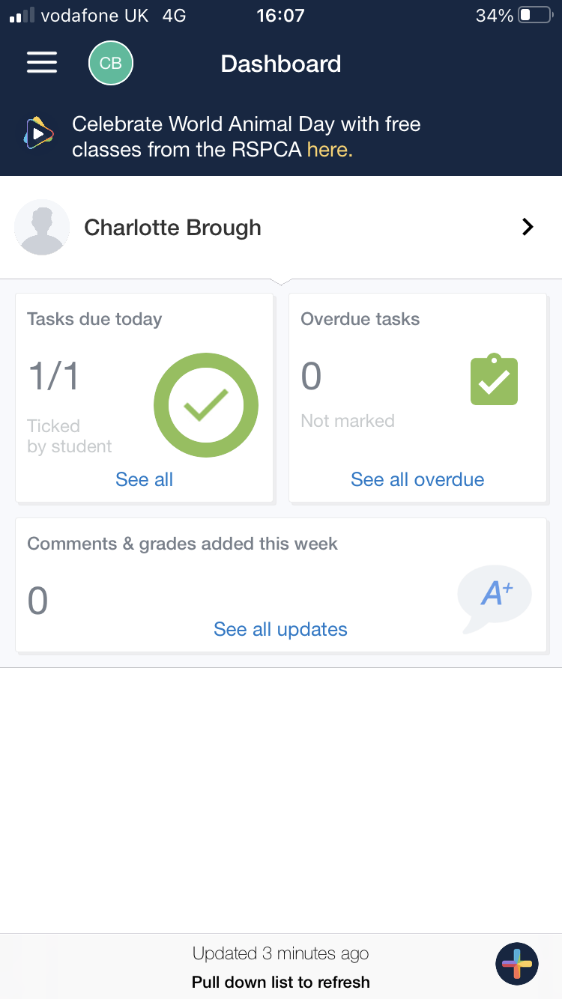 vodafone UK 4G 16:07 34%
CB Dashboard
Celebrate World Animal Day with free
classes from the RSPCA here.
Charlotte Brough
Tasks due today
1/1
Ticked
by student
See all
Overdue tasks
0
Not marked
See all overdue
Comments & grades added this week
0
A+
See all updates
Updated 3 minutes ago
Pull down list to refresh